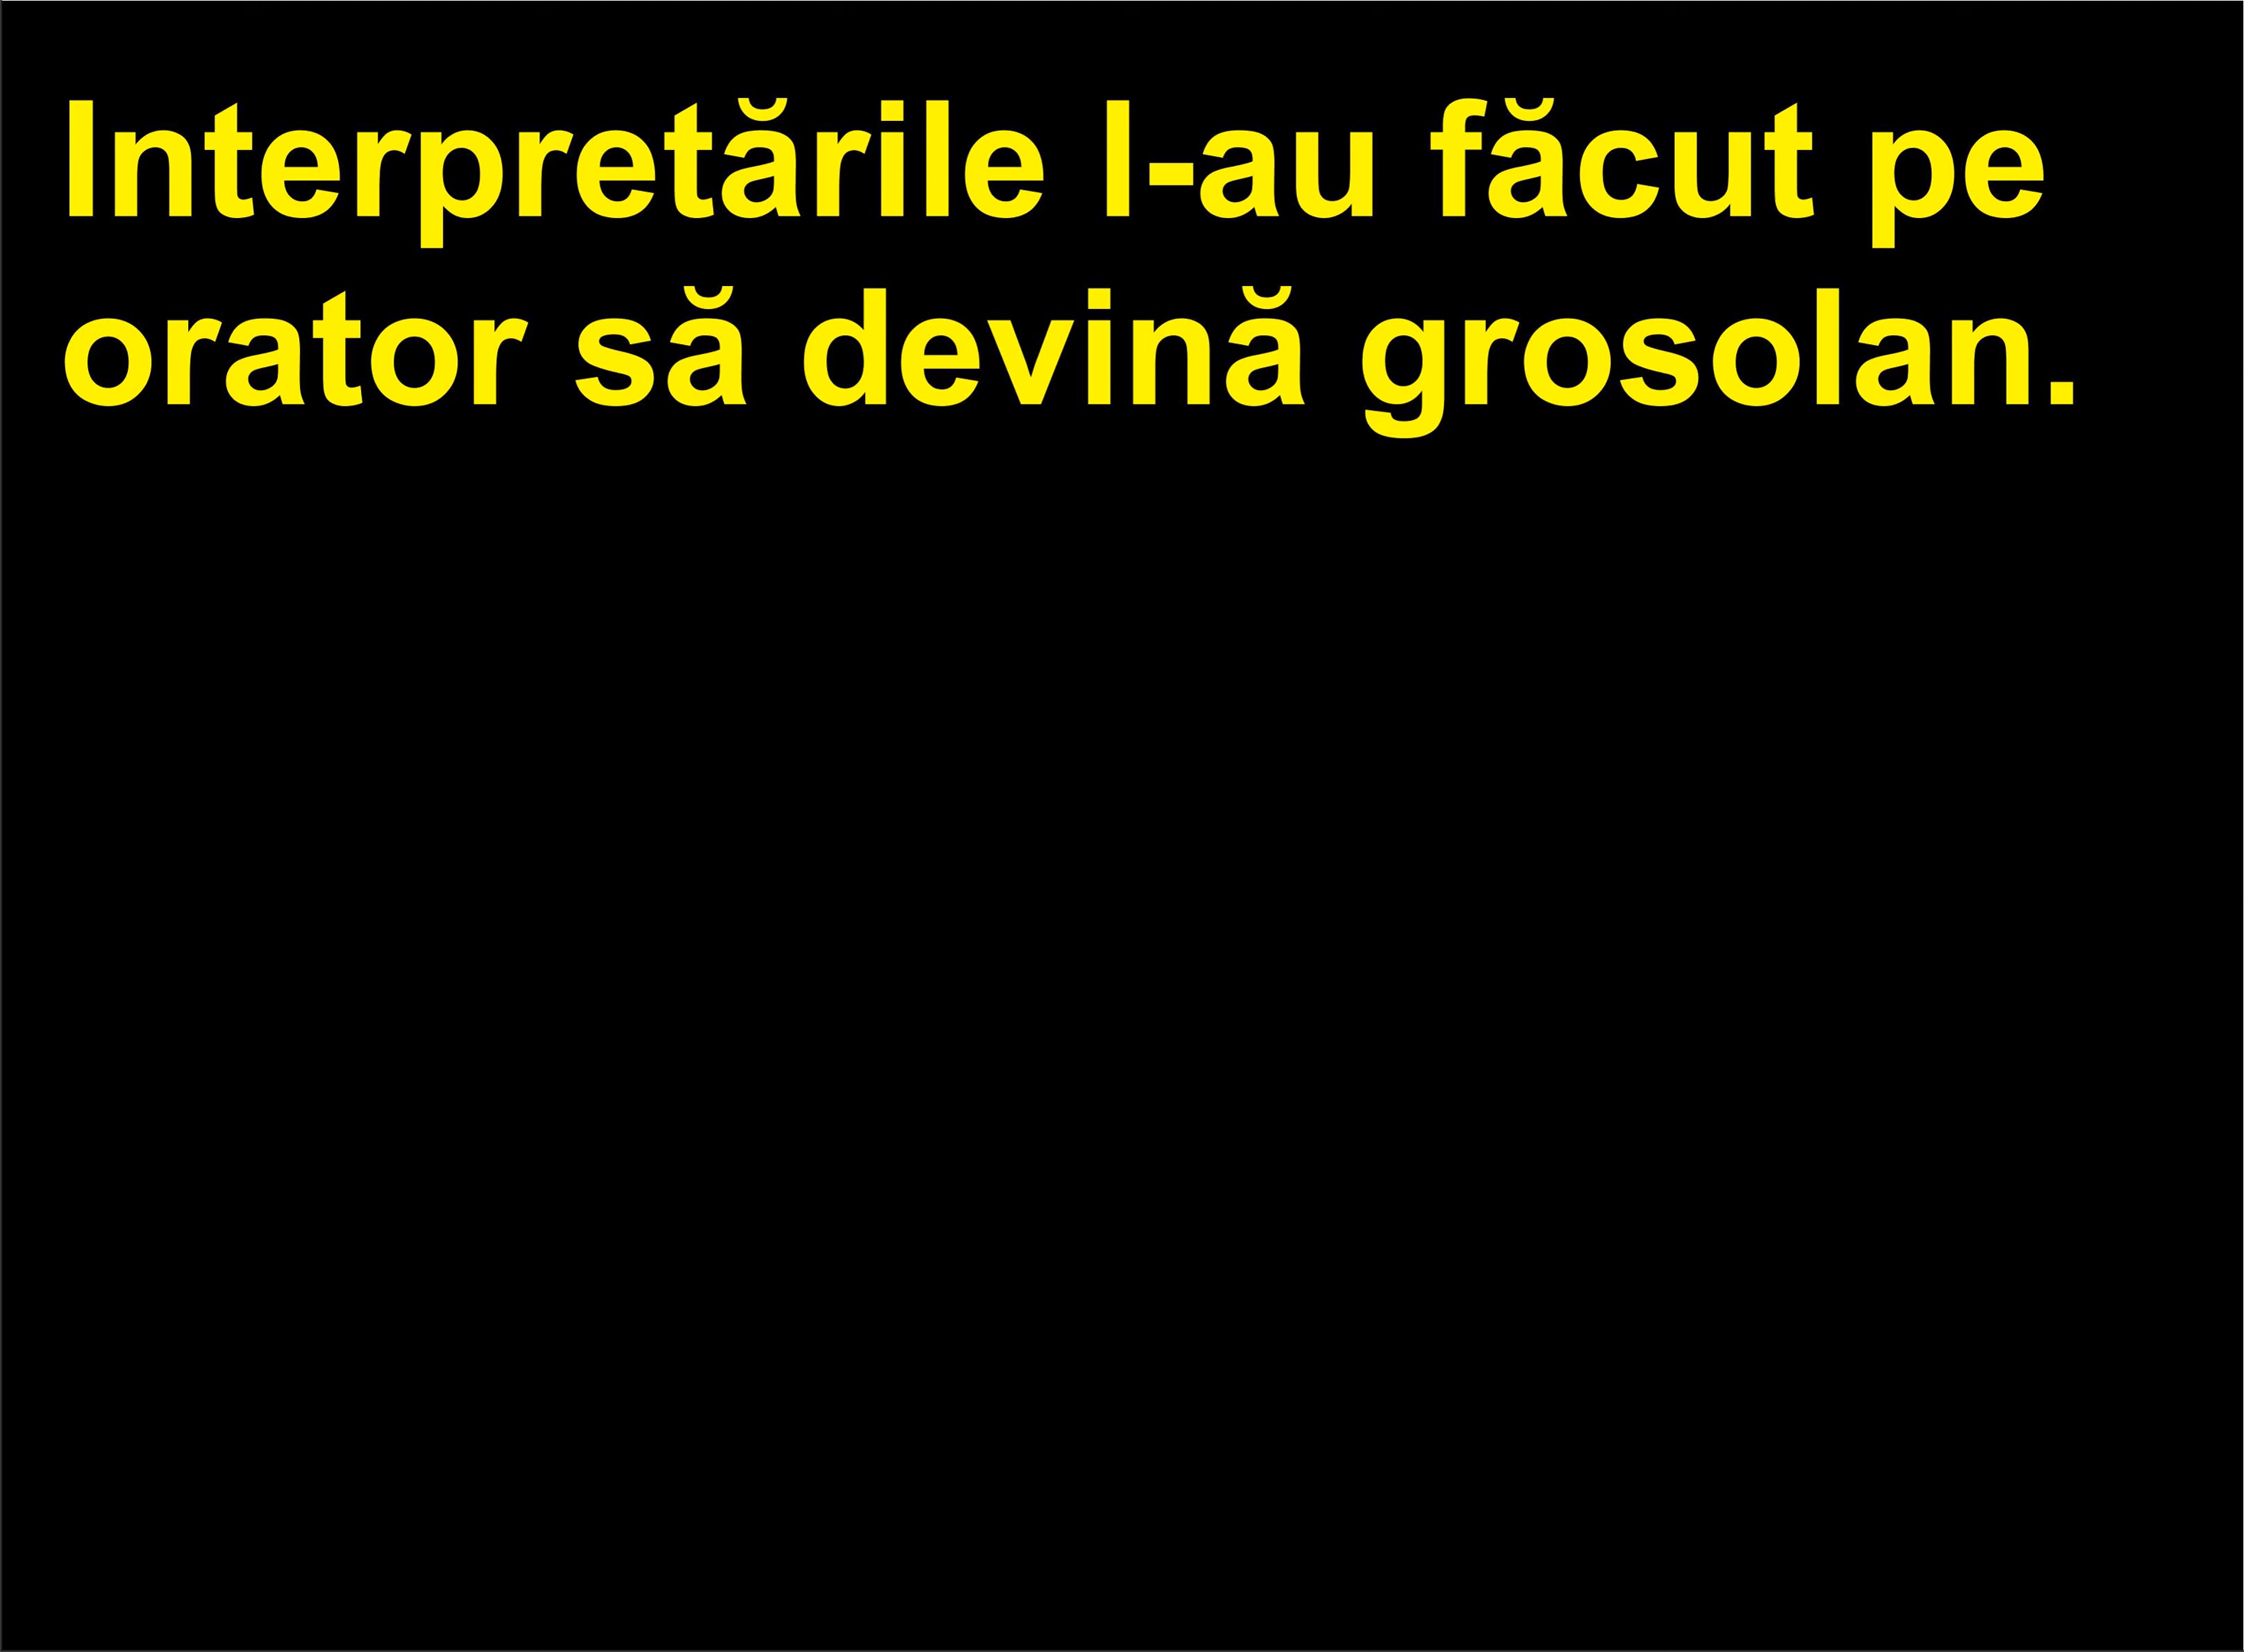 Interpretările l-au făcut pe
orator să devină grosolan.